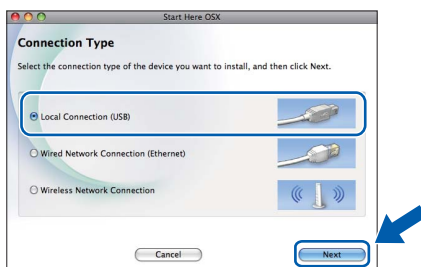 Start Here OSX
Connection Type
Select the connection type of the device you want to install, and then click Next.
Local Connection (USB)
Wired Network Connection (Ethernet)
Wireless Network Connection
Cancel
Next